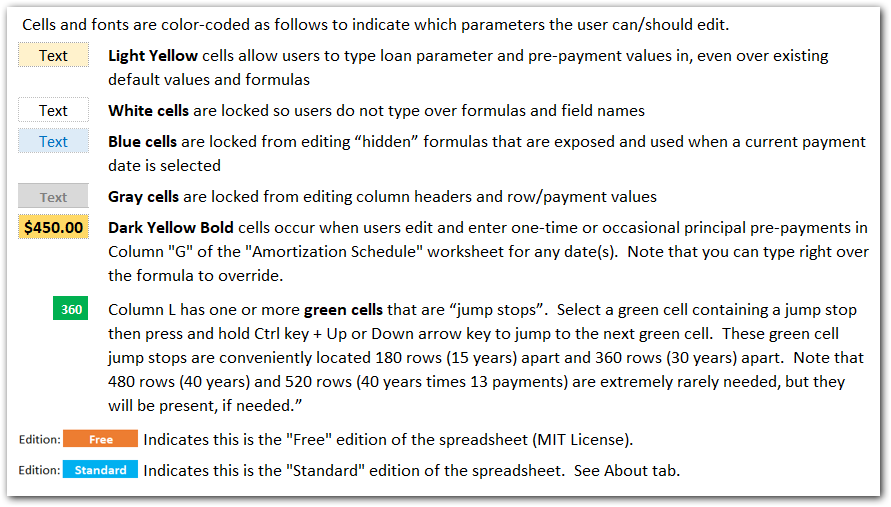 Cells and fonts are color-coded as follows to indicate which parameters the user can/should edit.
Text Light Yellow cells allow users to type loan parameter and pre-payment values in, even over existing
default values and formulas
Text White cells are locked so users do not type over formulas and field names
Text Blue cells are locked from editing “hidden” formulas that are exposed and used when a current payment
date is selected
Text Gray cells are locked from editing column headers and row/payment values
$450.00 Dark Yellow Bold cells occur when users edit and enter one-time or occasional principal pre-payments in
Column "G" of the "Amortization Schedule" worksheet for any date(s).  Note that you can type right over
the formula to override.
360 Column L has one or more green cells that are “jump stops”.  Select a green cell containing a jump stop
then press and hold Ctrl key + Up or Down arrow key to jump to the next green cell.  These green cell
jump stops are conveniently located 180 rows (15 years) apart and 360 rows (30 years) apart.  Note that
480 rows (40 years) and 520 rows (40 years times 13 payments) are extremely rarely needed, but they
will be present, if needed.”
Edition: Free Indicates this is the "Free" edition of the spreadsheet (MIT License).
Edition: Standard Indicates this is the "Standard" edition of the spreadsheet.  See About tab.